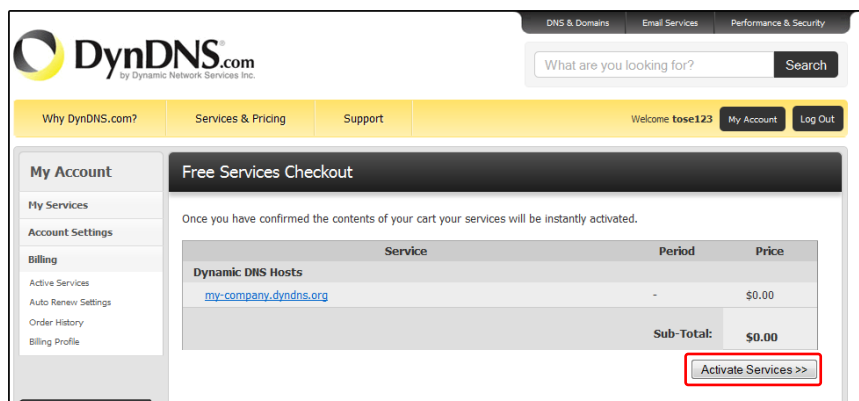 DNS & Domains Email Services Performance & Security
DynDNS.com
by Dynamic Network Services Inc.
What are you looking for? Search
Why DynDNS.com? Services & Pricing Support Welcome tose123 My Account Log Out
My Account
My Services
Account Settings
Billing
Active Services
Auto Renew Settings
Order History
Billing Profile
Free Services Checkout
Once you have confirmed the contents of your cart your services will be instantly activated.
Service Period Price
Dynamic DNS Hosts
my-company.dyndns.org - $0.00
Sub-Total: $0.00
Activate Services >>